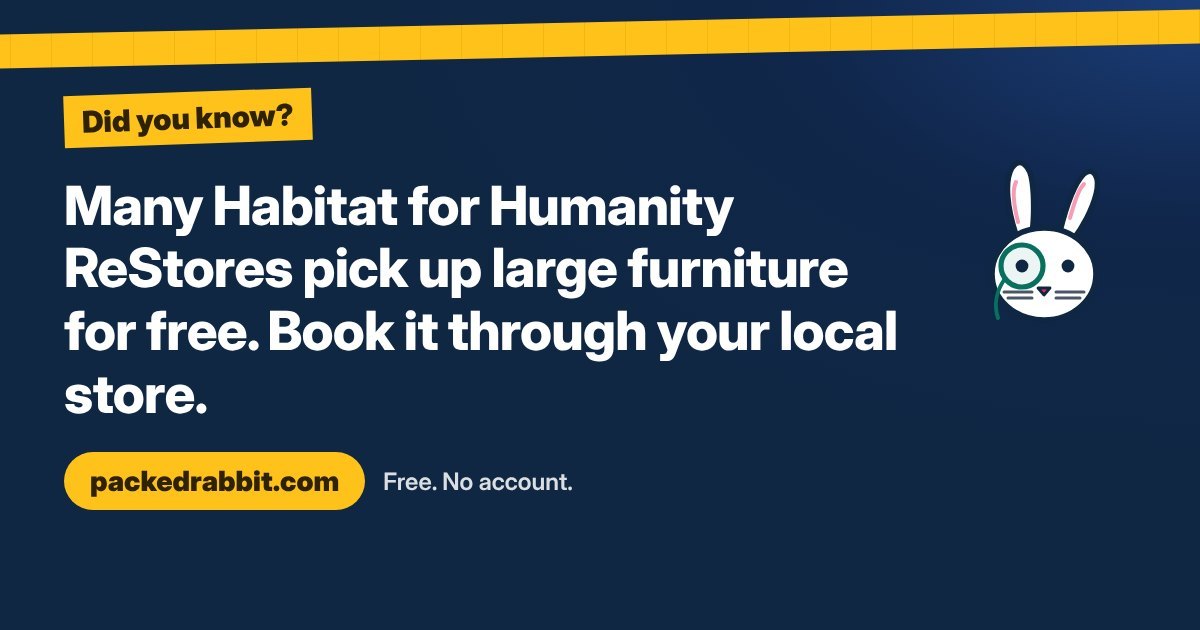 Did you know?
Many Habitat for Humanity
ReStores pick up large furniture
for free. Book it through your local
store.
packedrabbit.com
Free. No account.